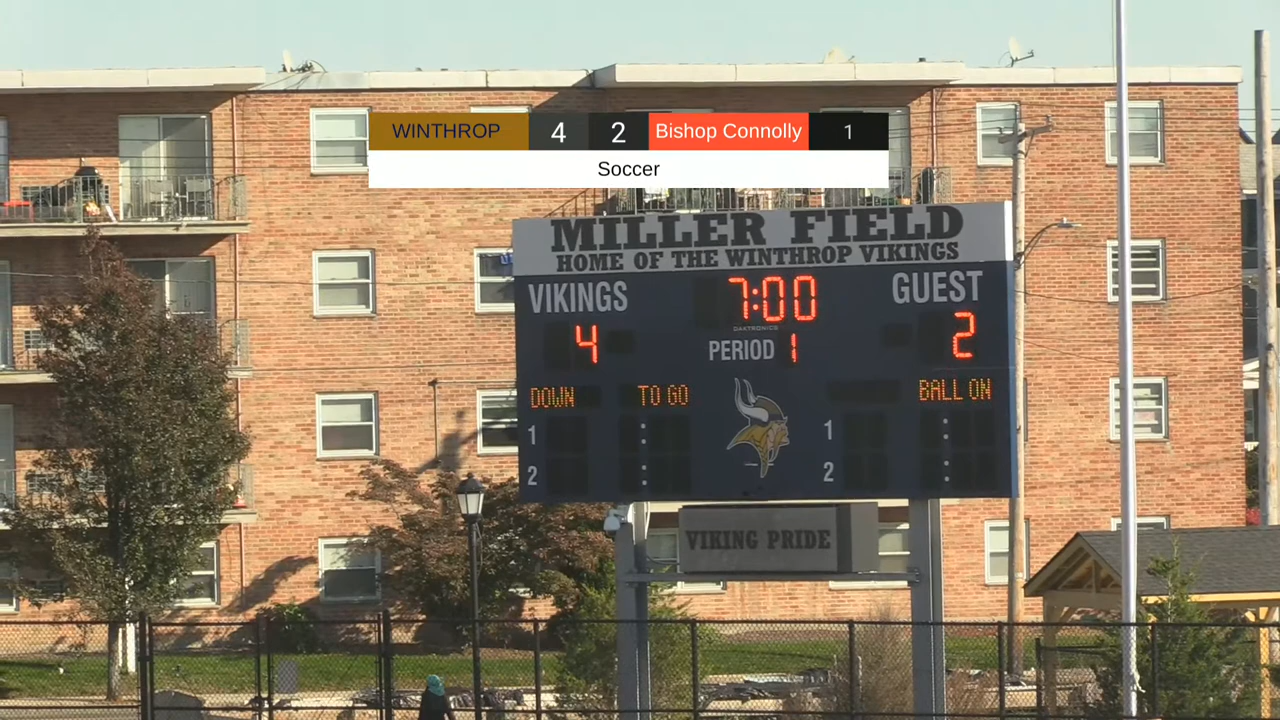 WINTHROP 4 2 Bishop Connolly 1
Soccer
MILLER FIELD
HOME OF THE WINTHROP VIKINGS
VIKINGS 7:00 GUEST
DAKTRONICS
4 PERIOD 1 2
DOWN TO GO BALL ON
1 : 1 :
2 : 2 :
VIKING PRIDE